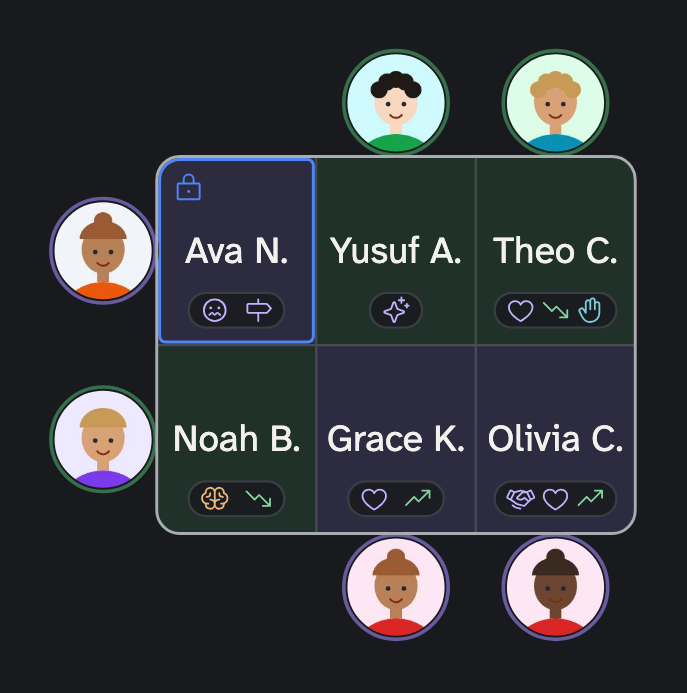 Ava N.
Yusuf A.
Theo C.
Noah B.
Grace K.
Olivia C.